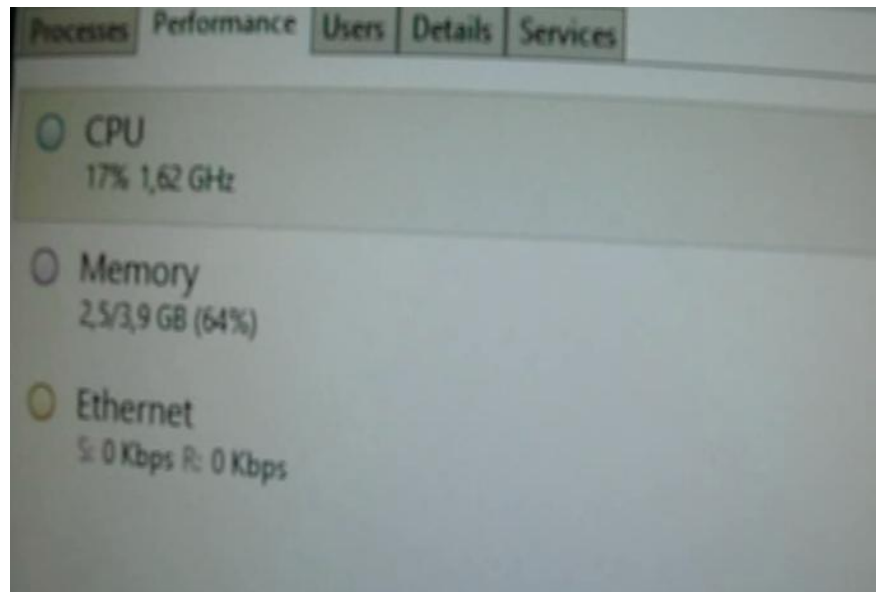 Processes Performance Users Details Services
CPU
17% 1,62 GHz
Memory
2,5/3,9 GB (64%)
Ethernet
S: 0 Kbps R: 0 Kbps